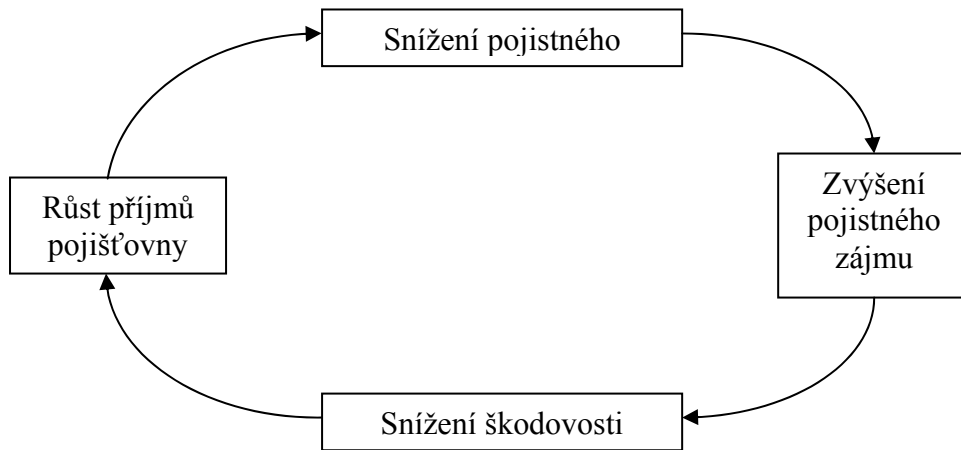 Snížení pojistného
Zvýšení
pojistného
zájmu
Růst příjmů
pojišťovny
Snížení škodovosti